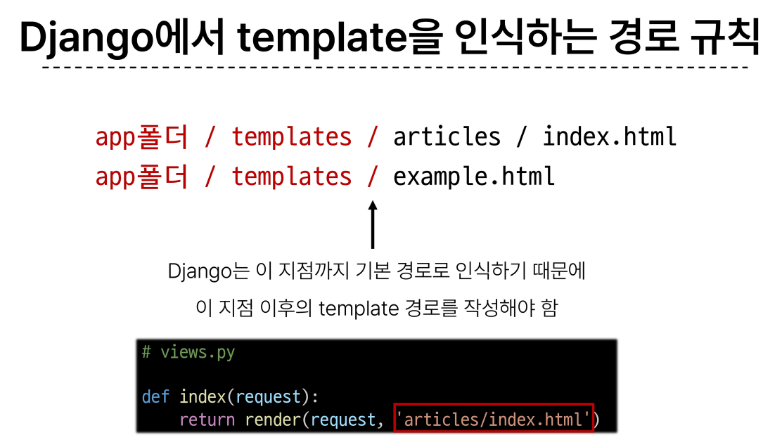 Django에서 template을 인식하는 경로 규칙
app폴더 / templates / articles / index.html
app폴더 / templates / example.html
Django는 이 지점까지 기본 경로로 인식하기 때문에
이 지점 이후의 template 경로를 작성해야 함
# views.py
def index(request):
    return render(request, 'articles/index.html')